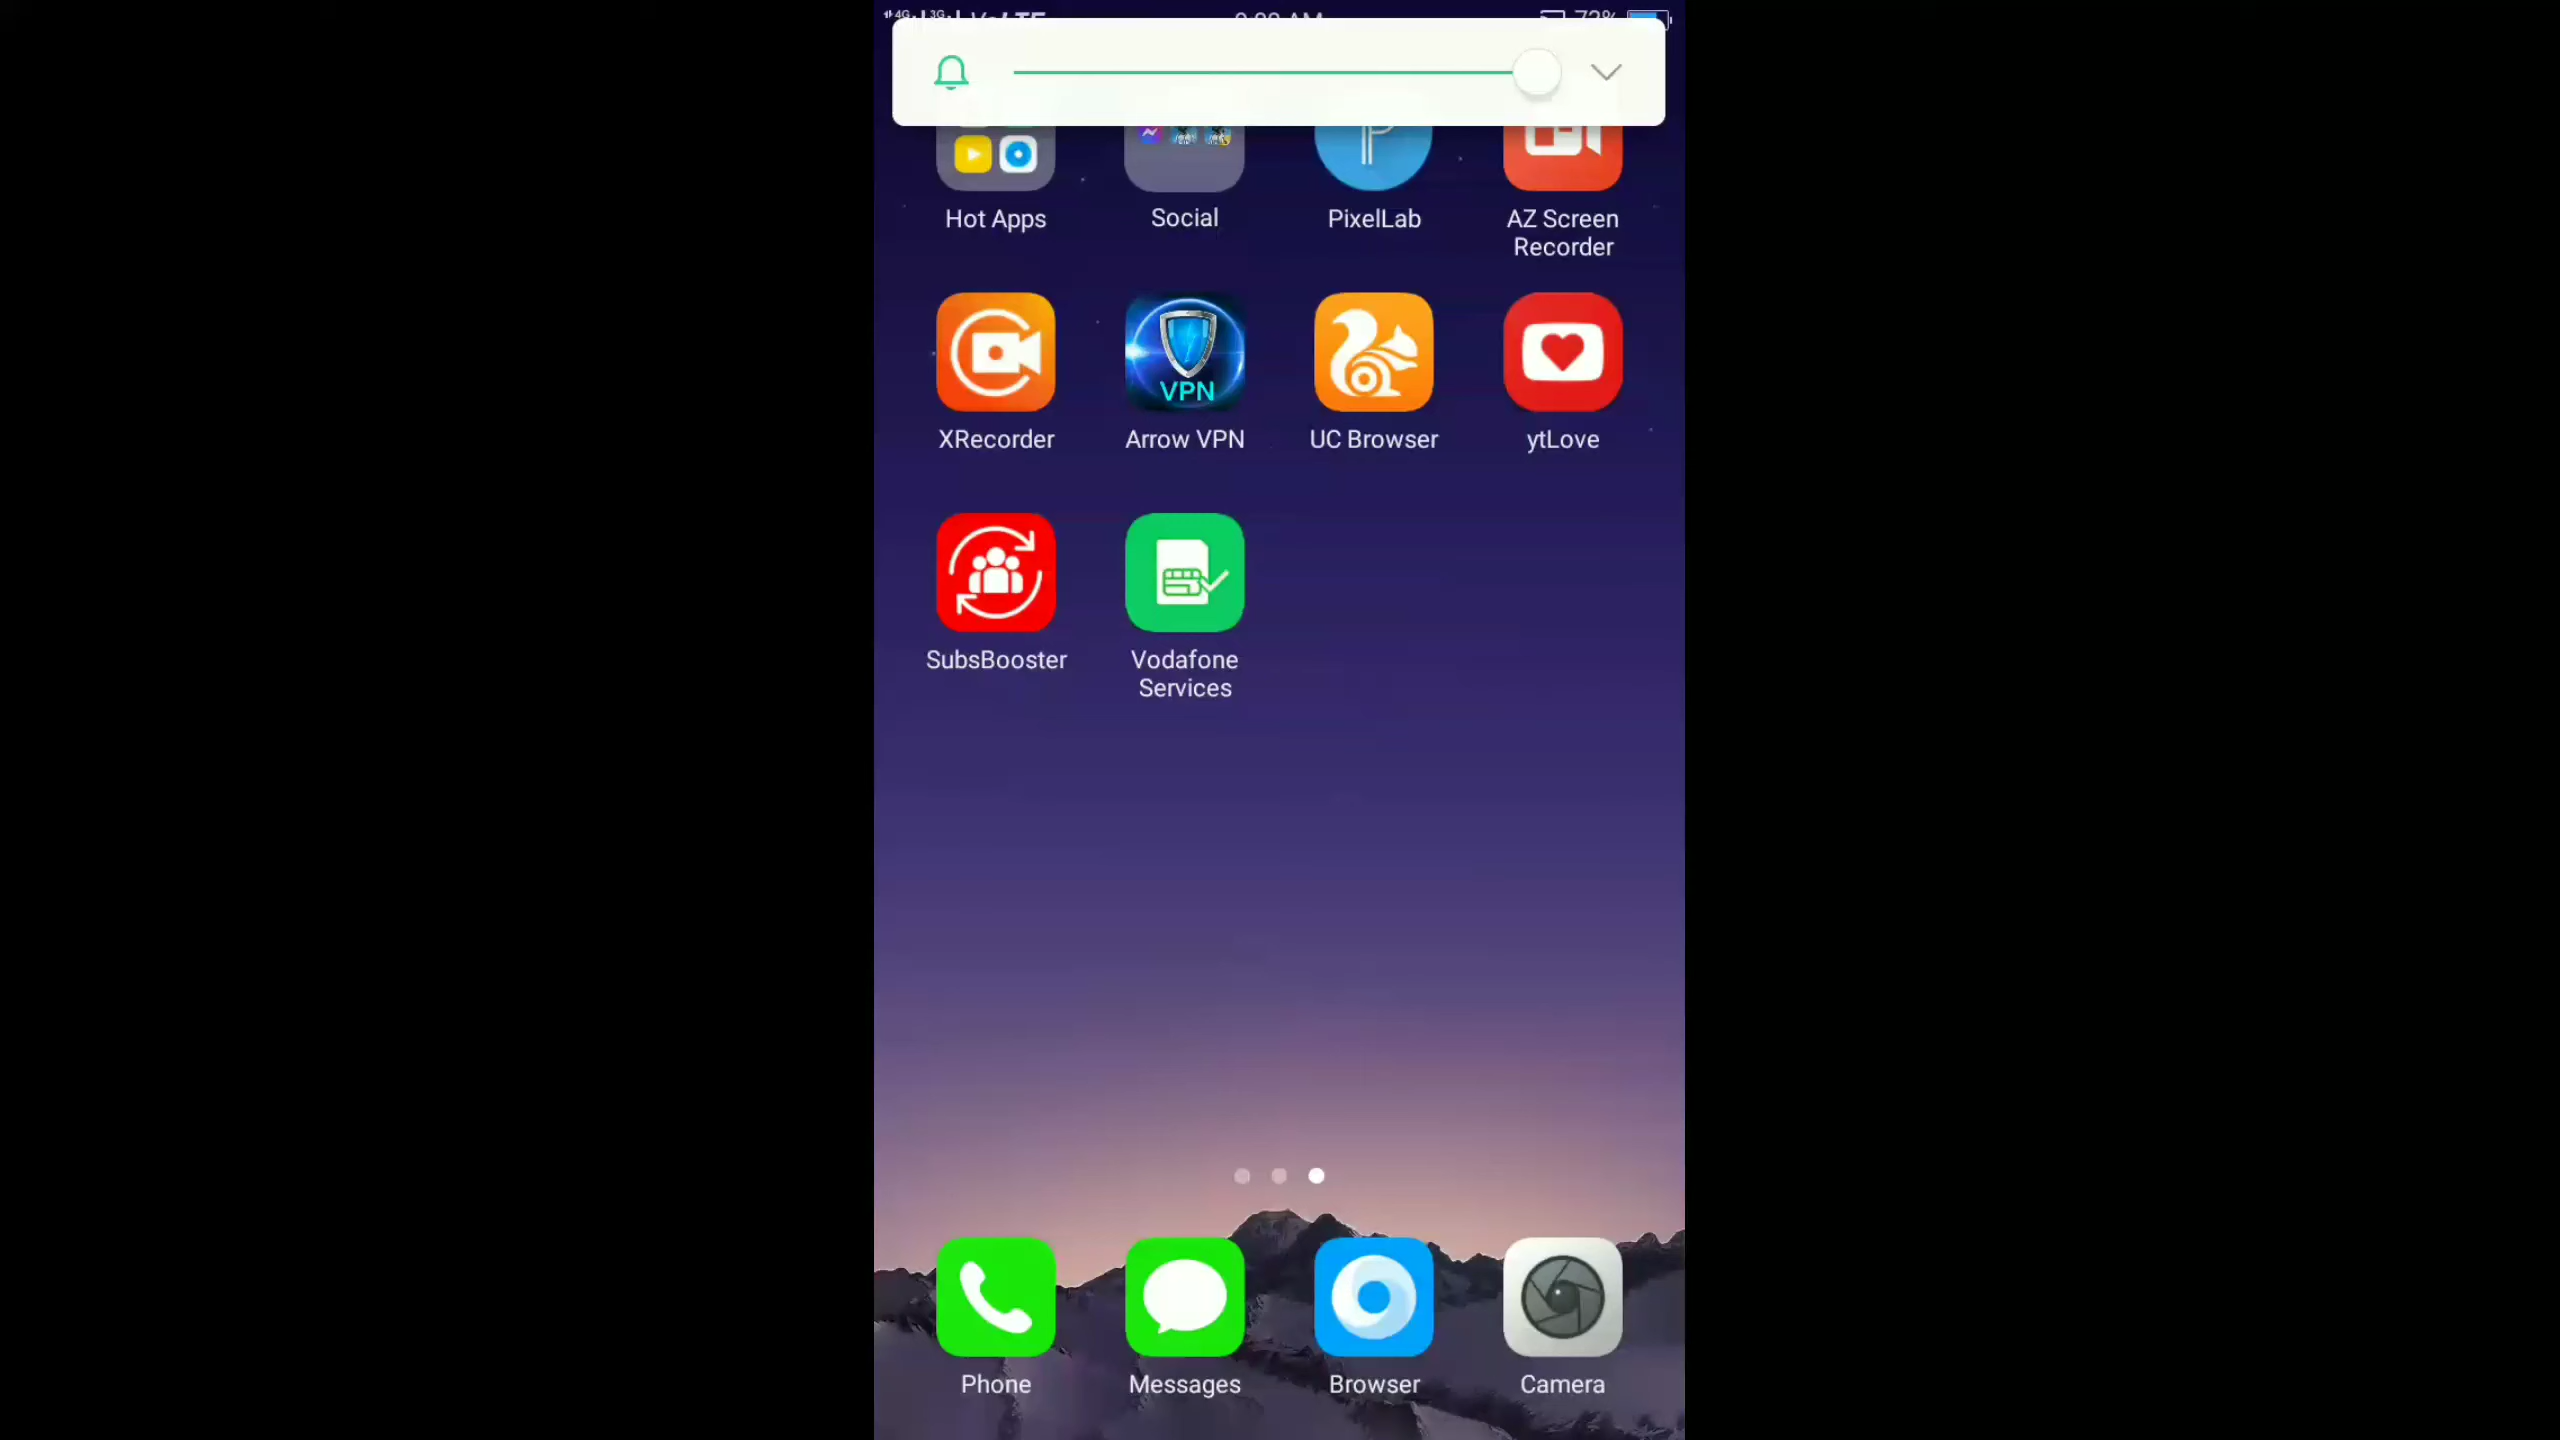 Hot Apps
Social
PixelLab
AZ Screen
Recorder
VPN
XRecorder
Arrow VPN
UC Browser
ytLove
SubsBooster
Vodafone
Services
Phone
Messages
Browser
Camera